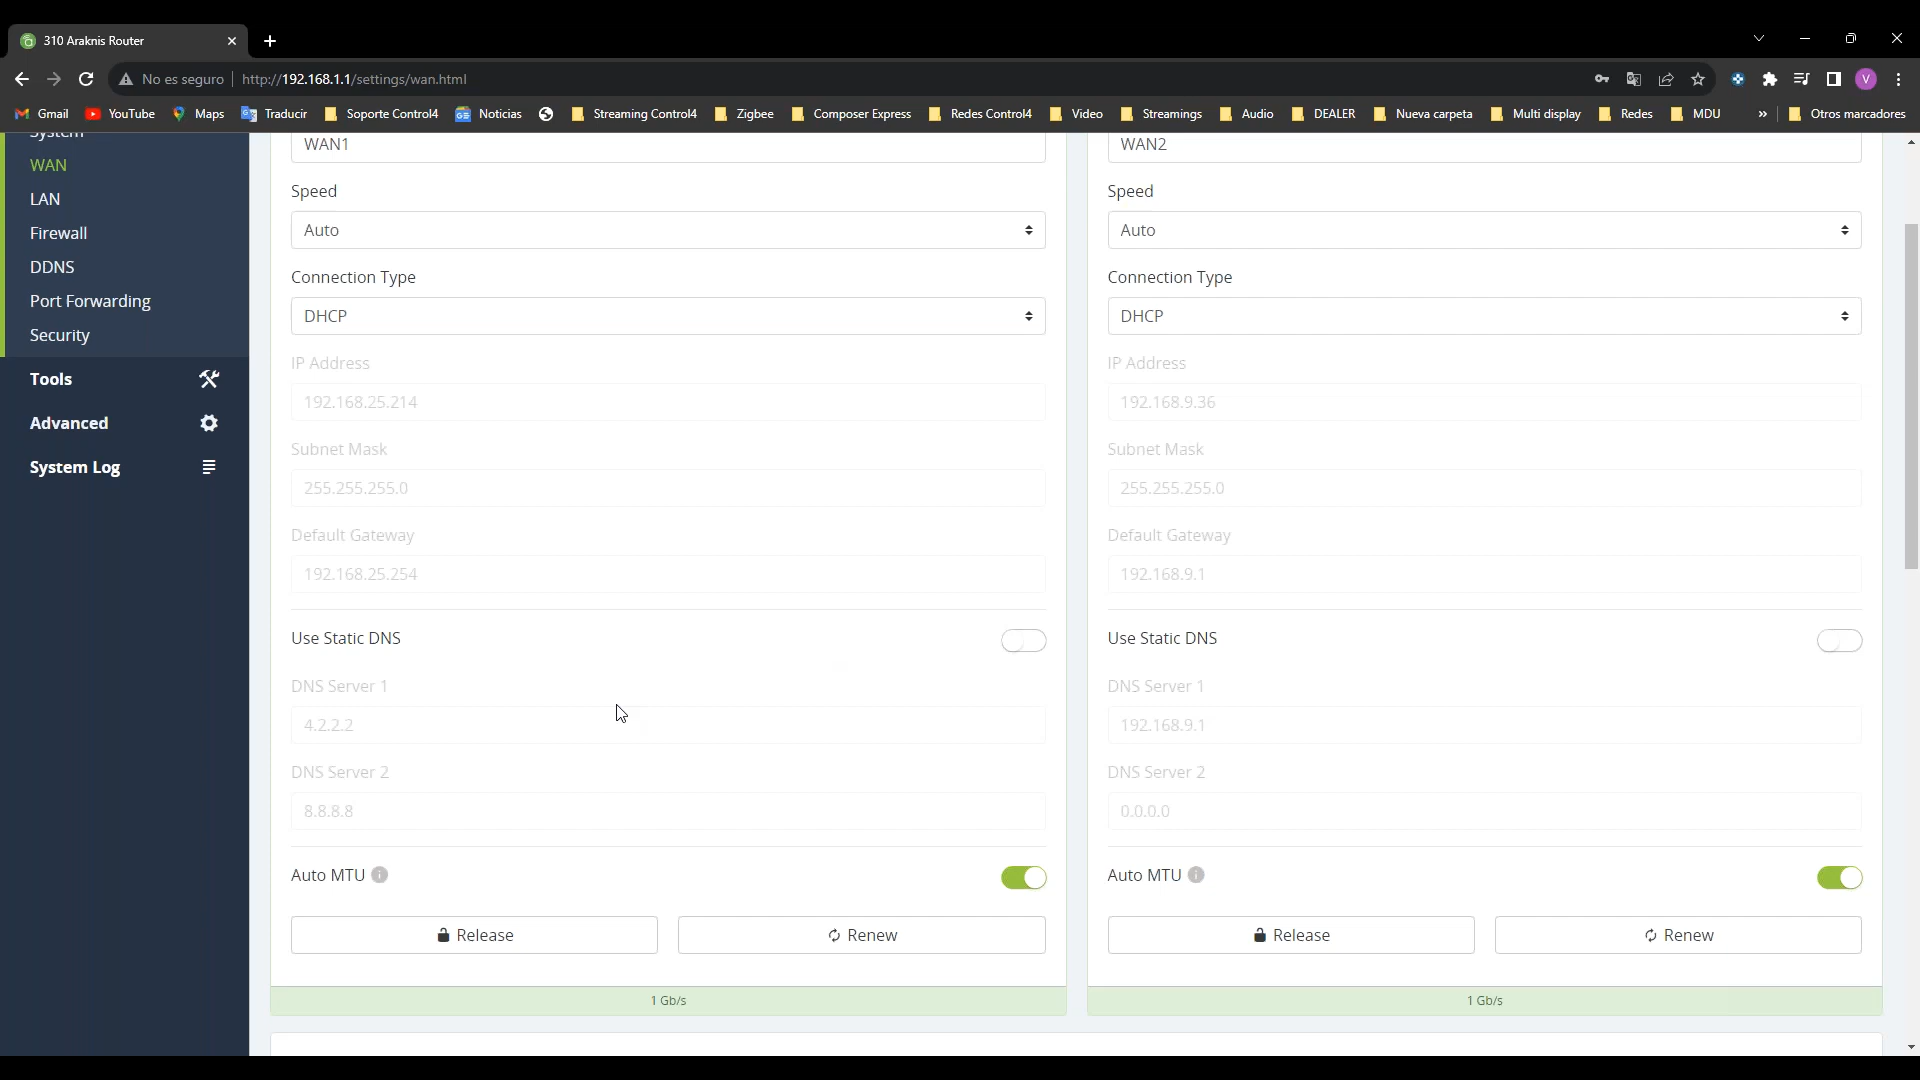 310 Araknis Router
No es seguro http://192.168.1.1/settings/wan.html
V
Gmail YouTube Maps Traducir Soporte Control4 Noticias Streaming Control4 Zigbee Composer Express Redes Control4 Video Streamings Audio DEALER Nueva carpeta Multi display Redes MDU » Otros marcadores
System
WAN
LAN
Firewall
DDNS
Port Forwarding
Security
Tools
Advanced
System Log
WAN1
Speed
Auto
Connection Type
DHCP
IP Address
192.168.25.214
Subnet Mask
255.255.255.0
Default Gateway
192.168.25.254
Use Static DNS
DNS Server 1
4.2.2.2
DNS Server 2
8.8.8.8
Auto MTU
Release Renew
1 Gb/s
WAN2
Speed
Auto
Connection Type
DHCP
IP Address
192.168.9.36
Subnet Mask
255.255.255.0
Default Gateway
192.168.9.1
Use Static DNS
DNS Server 1
192.168.9.1
DNS Server 2
0.0.0.0
Auto MTU
Release Renew
1 Gb/s